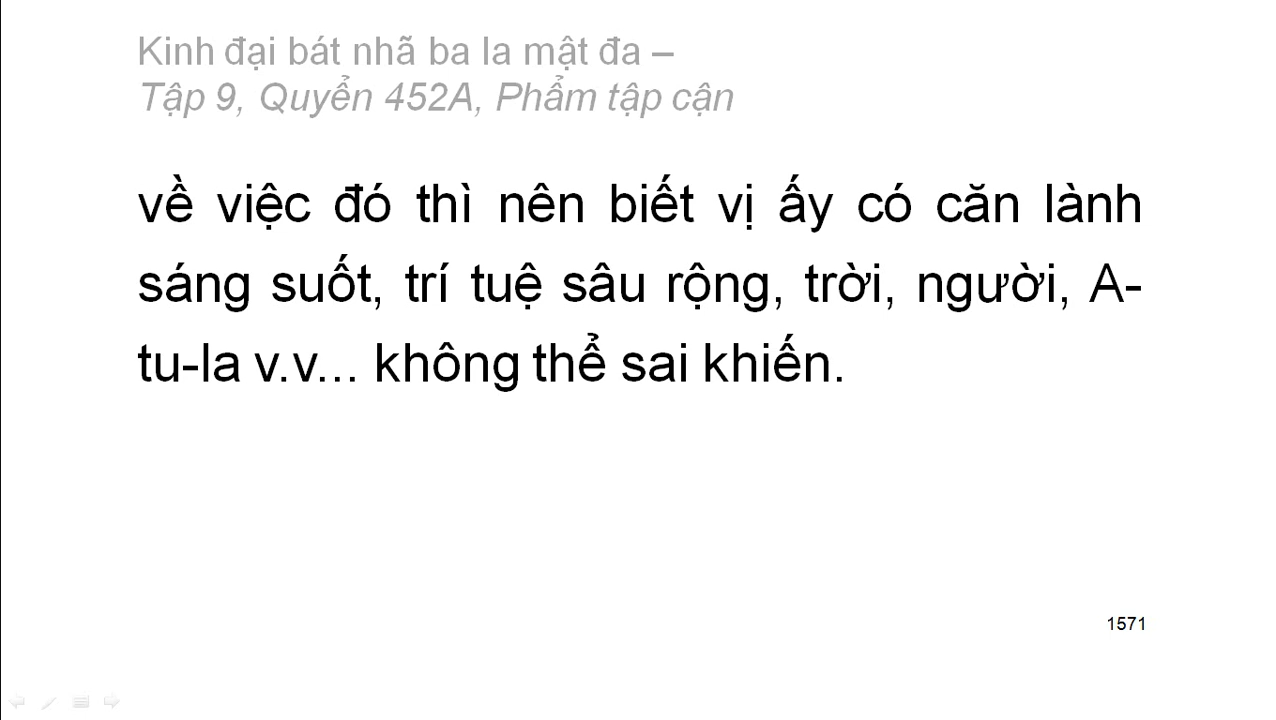 Kinh đại bát nhã ba la mật đa –
Tập 9, Quyển 452A, Phẩm tập cận
về việc đó thì nên biết vị ấy có căn lành
sáng suốt, trí tuệ sâu rộng, trời, người, A-
tu-la v.v... không thể sai khiến.
1571